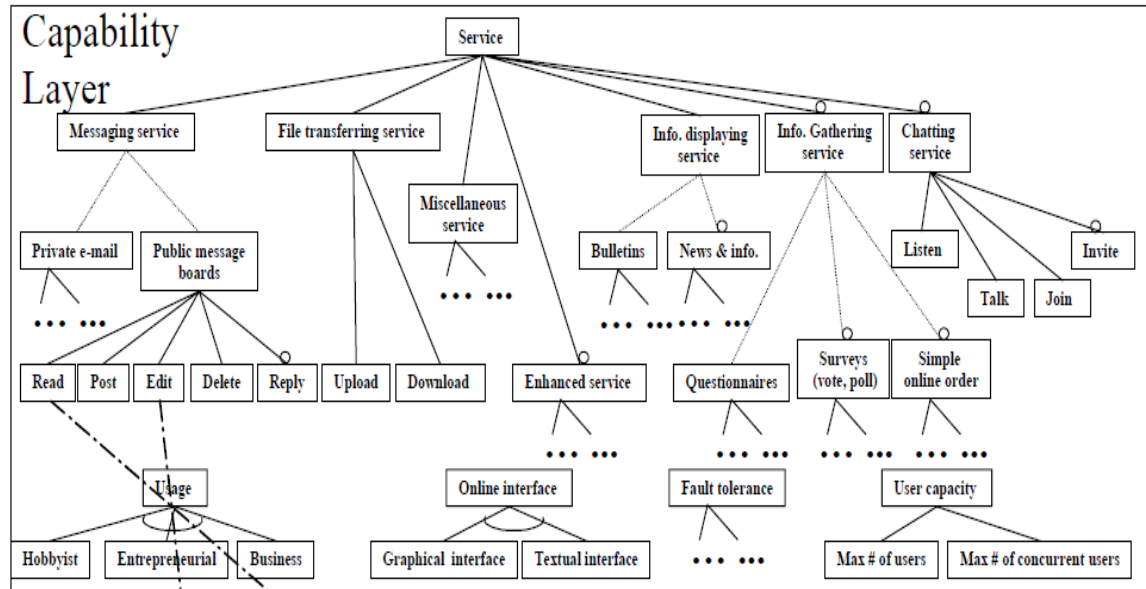 Capability
Layer
Service
Messaging service
File transferring service
Info. displaying
service
Info. Gathering
service
Chatting
service
Miscellaneous
service
Private e-mail
Public message
boards
Bulletins
News & info.
Listen
Invite
Talk
Join
••• •••
••• •••
••• •••
••• •••
Read
Post
Edit
Delete
Reply
Upload
Download
Enhanced service
Questionnaires
Surveys
(vote, poll)
Simple
online order
••• •••
••• •••
••• •••
••• •••
Usage
Online interface
Fault tolerance
User capacity
Hobbyist
Entrepreneurial
Business
Graphical interface
Textual interface
••• •••
Max # of users
Max # of concurrent users